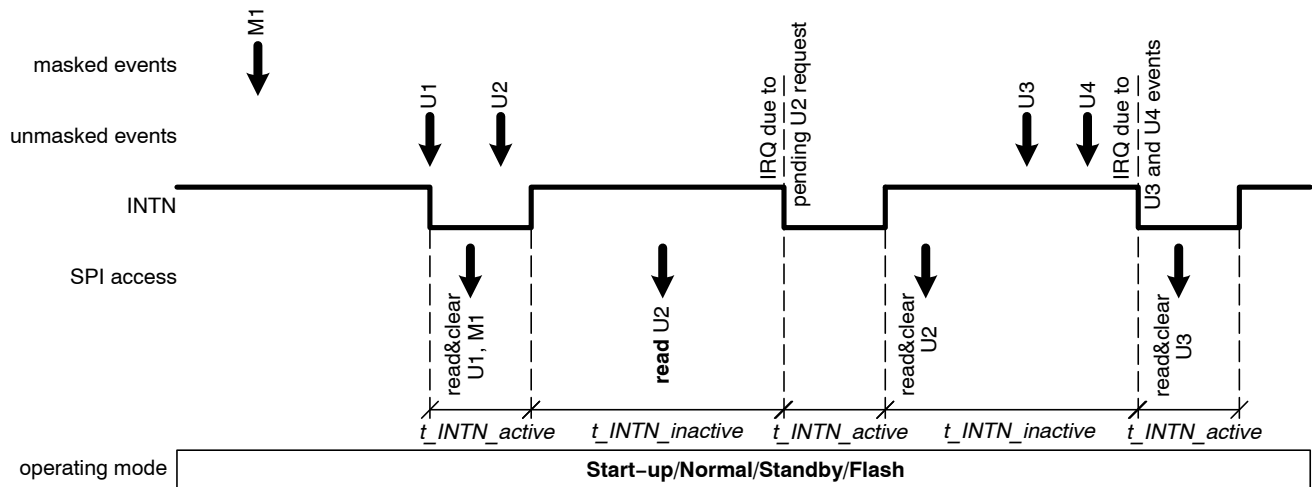 M1
masked events
U1
U2
IRQ due to
pending U2 request
U3
U4
IRQ due to
U3 and U4 events
unmasked events
INTN
SPI access
read&clear
U1, M1
read U2
read&clear
U2
read&clear
U3
t_INTN_active
t_INTN_inactive
t_INTN_active
t_INTN_inactive
t_INTN_active
operating mode
Start−up/Normal/Standby/Flash